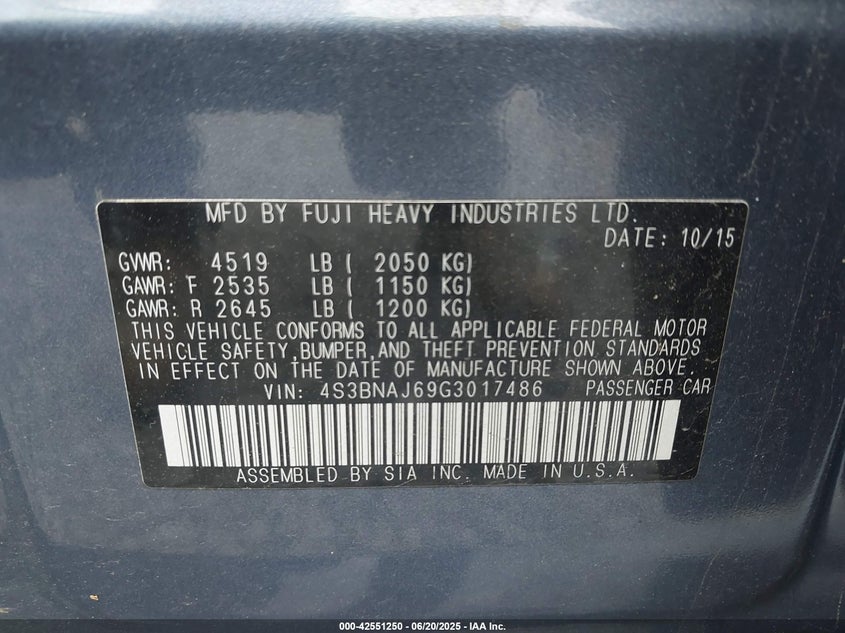 MFD BY FUJI HEAVY INDUSTRIES LTD.
DATE: 10/15
GVWR: 4519 LB ( 2050 KG)
GAWR: F 2535 LB ( 1150 KG)
GAWR: R 2645 LB ( 1200 KG)
THIS VEHICLE CONFORMS TO ALL APPLICABLE FEDERAL MOTOR
VEHICLE SAFETY,BUMPER,AND THEFT PREVENTION STANDARDS
IN EFFECT ON THE DATE OF MANUFACTURE SHOWN ABOVE.
VIN: 4S3BNAJ69G3017486 PASSENGER CAR
ASSEMBLED BY SIA INC. MADE IN U.S.A.
000-42551250 - 06/20/2025 - IAA Inc.